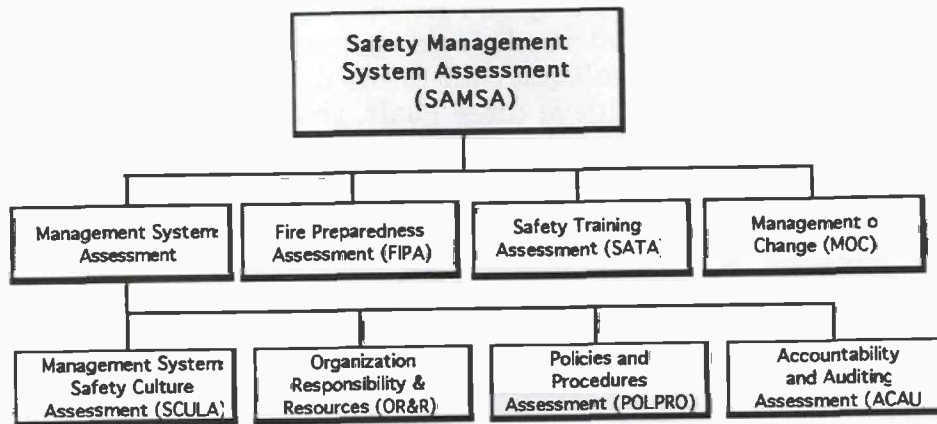 Safety Management
System Assessment
(SAMSA)
Management System
Assessment
Fire Preparedness
Assessment (FIPA)
Safety Training
Assessment (SATA)
Management o
Change (MOC)
Management System
Safety Culture
Assessment (SCULA)
Organization
Responsibility &
Resources (OR&R)
Policies and
Procedures
Assessment (POLPRO)
Accountability
and Auditing
Assessment (ACAU